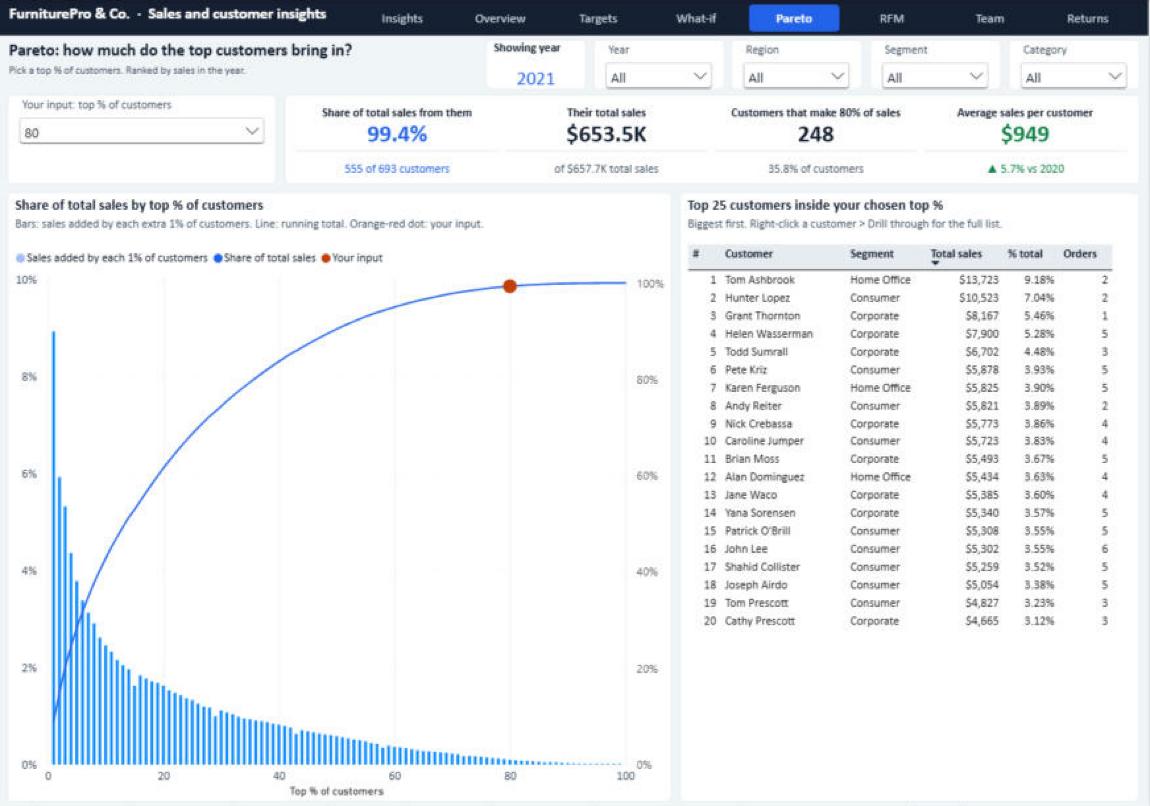 FurniturePro & Co. · Sales and customer insights
Insights Overview Targets What-if Pareto RFM Team Returns
Pareto: how much do the top customers bring in?
Pick a top % of customers. Ranked by sales in the year.
Showing year
2021
Year
All
Region
All
Segment
All
Category
All
Your input: top % of customers
80
Share of total sales from them
99.4%
555 of 693 customers
Their total sales
$653.5K
of $657.7K total sales
Customers that make 80% of sales
248
35.8% of customers
Average sales per customer
$949
▲ 5.7% vs 2020
Share of total sales by top % of customers
Bars: sales added by each extra 1% of customers. Line: running total. Orange-red dot: your input.
Sales added by each 1% of customers Share of total sales Your input
10%
8%
6%
4%
2%
0%
100%
80%
60%
40%
20%
0%
0 20 40 60 80 100
Top % of customers
Top 25 customers inside your chosen top %
Biggest first. Right-click a customer > Drill through for the full list.
# Customer Segment Total sales % total Orders
1 Tom Ashbrook Home Office $13,723 9.18% 2
2 Hunter Lopez Consumer $10,523 7.04% 2
3 Grant Thornton Corporate $8,167 5.46% 1
4 Helen Wasserman Corporate $7,900 5.28% 5
5 Todd Sumrall Corporate $6,702 4.48% 3
6 Pete Kriz Consumer $5,878 3.93% 5
7 Karen Ferguson Home Office $5,825 3.90% 5
8 Andy Reiter Consumer $5,821 3.89% 2
9 Nick Crebassa Corporate $5,773 3.86% 4
10 Caroline Jumper Consumer $5,723 3.83% 4
11 Brian Moss Corporate $5,493 3.67% 5
12 Alan Dominguez Home Office $5,434 3.63% 4
13 Jane Waco Corporate $5,385 3.60% 4
14 Yana Sorensen Corporate $5,340 3.57% 5
15 Patrick O'Brill Consumer $5,308 3.55% 5
16 John Lee Consumer $5,302 3.55% 6
17 Shahid Collister Consumer $5,259 3.52% 5
18 Joseph Airdo Consumer $5,054 3.38% 5
19 Tom Prescott Consumer $4,827 3.23% 3
20 Cathy Prescott Corporate $4,665 3.12% 3